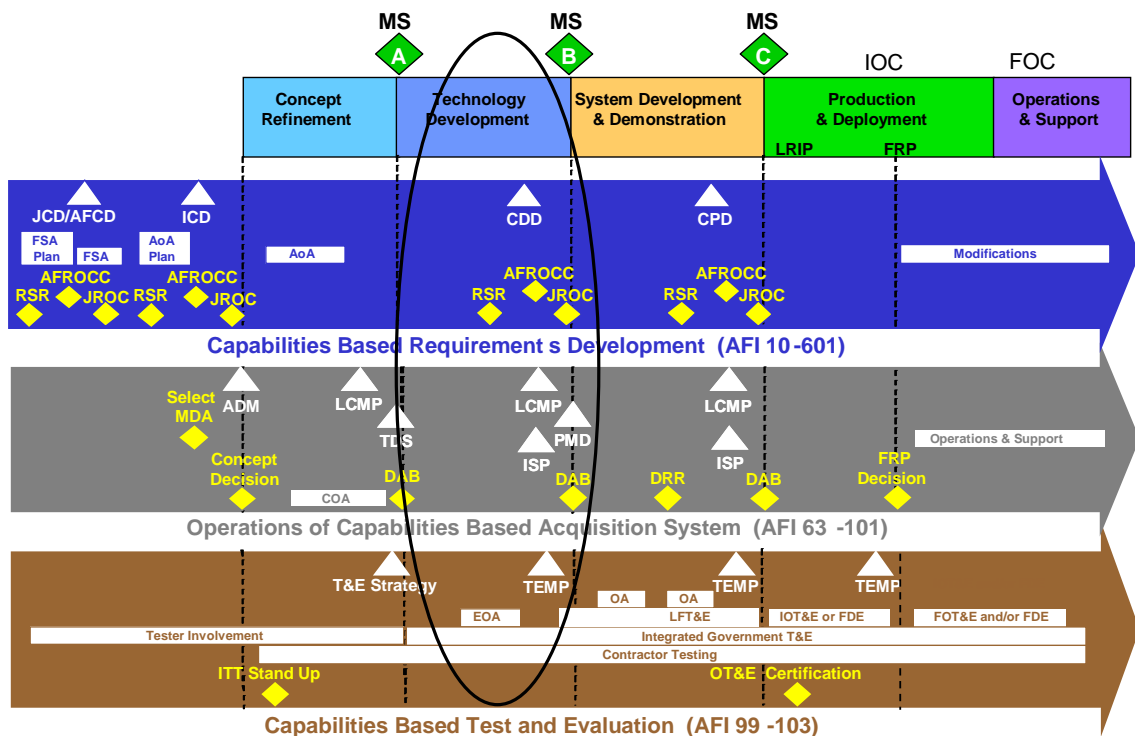 MS MS MS
A B C
IOC FOC
Concept
Refinement
Technology
Development
System Development
& Demonstration
Production
& Deployment
Operations
& Support
LRIP FRP
JCD/AFCD ICD CDD CPD
FSA
Plan
FSA
AoA
Plan
AoA
Modifications
AFROCC AFROCC AFROCC AFROCC
RSR JROC RSR JROC RSR JROC RSR JROC
Capabilities Based Requirement s Development (AFI 10 -601)
Select
MDA
ADM LCMP LCMP LCMP
TDS PMD
ISP ISP
Operations & Support
Concept
Decision
COA
DAB DAB DRR DAB
FRP
Decision
Operations of Capabilities Based Acquisition System (AFI 63 -101)
T&E Strategy TEMP TEMP TEMP
OA OA
EOA LFT&E IOT&E or FDE FOT&E and/or FDE
Tester Involvement Integrated Government T&E
Contractor Testing
ITT Stand Up OT&E Certification
Capabilities Based Test and Evaluation (AFI 99 -103)